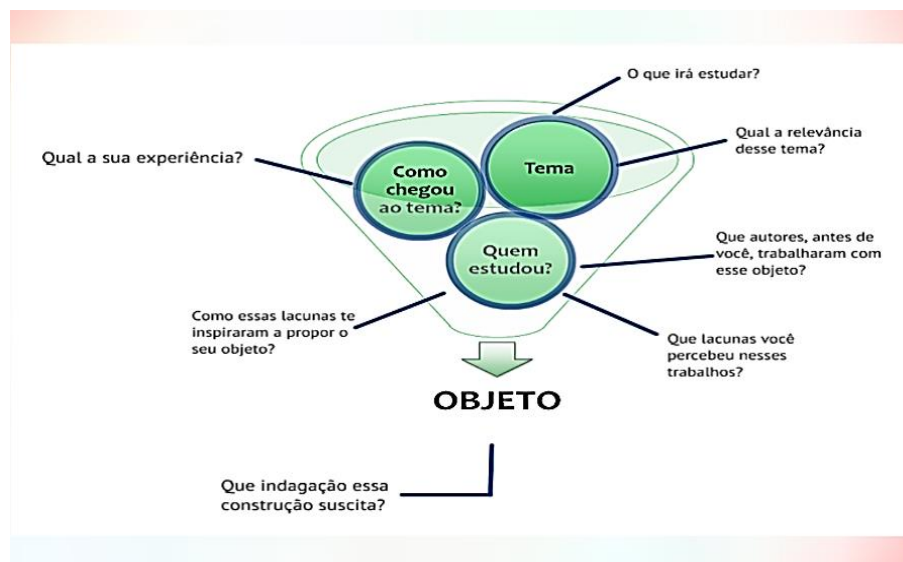 O que irá estudar?
Qual a relevância
desse tema?
Qual a sua experiência?
Como
chegou
ao tema?
Tema
Quem
estudou?
Que autores, antes de
você, trabalharam com
esse objeto?
Como essas lacunas te
inspiraram a propor o
seu objeto?
Que lacunas você
percebeu nesses
trabalhos?
OBJETO
Que indagação essa
construção suscita?